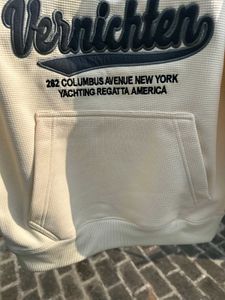 Vernichten
282 COLUMBUS AVENUE NEW YORK
YACHTING REGATTA AMERICA